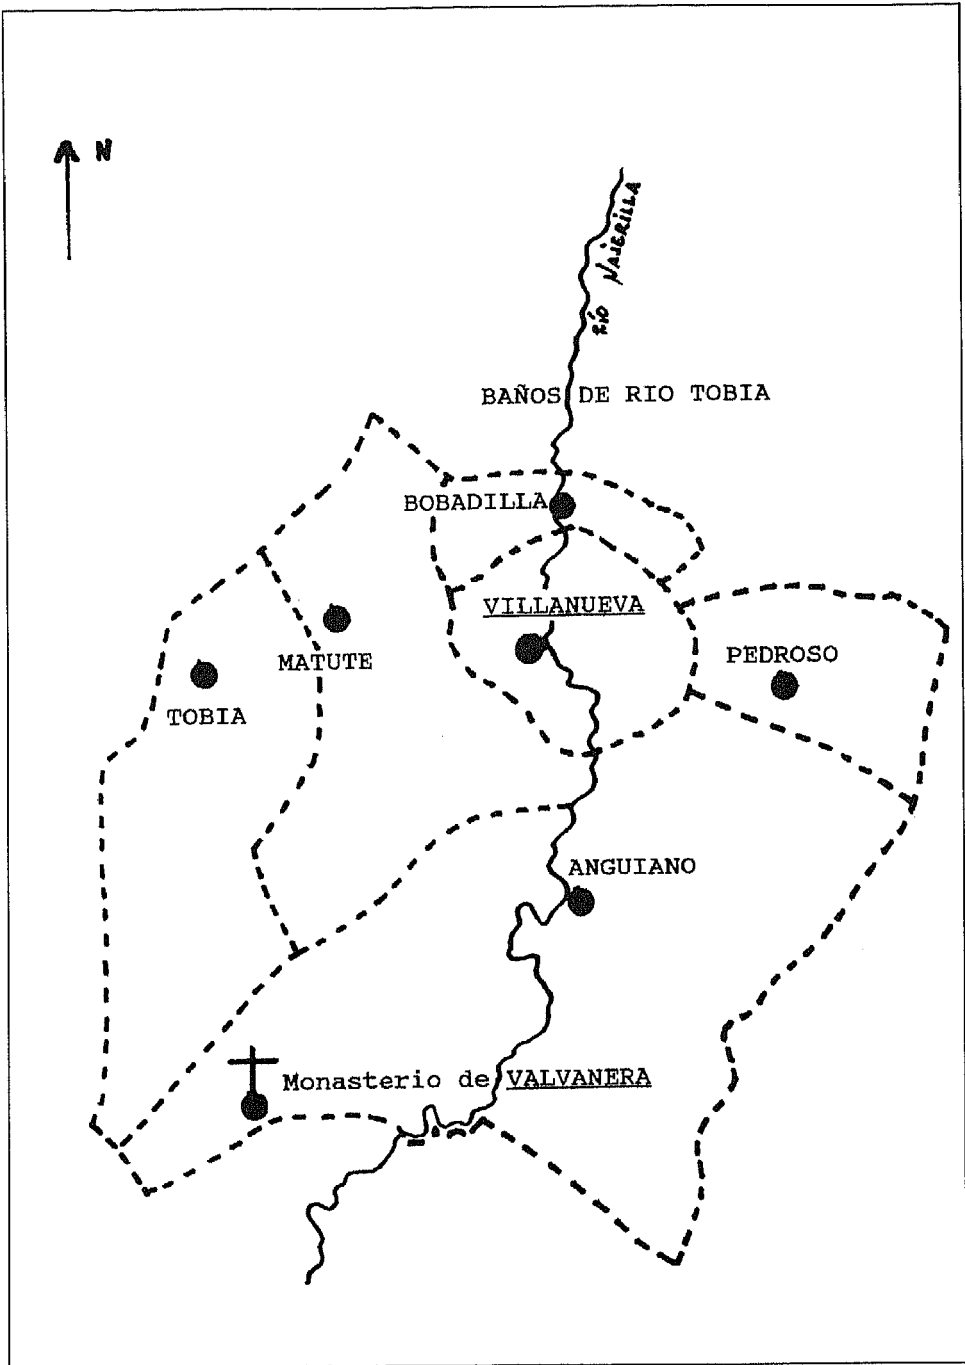 N
RÍO NAJERILLA
BAÑOS DE RIO TOBIA
BOBADILLA
VILLANUEVA
MATUTE
PEDROSO
TOBIA
ANGUIANO
Monasterio de VALVANERA